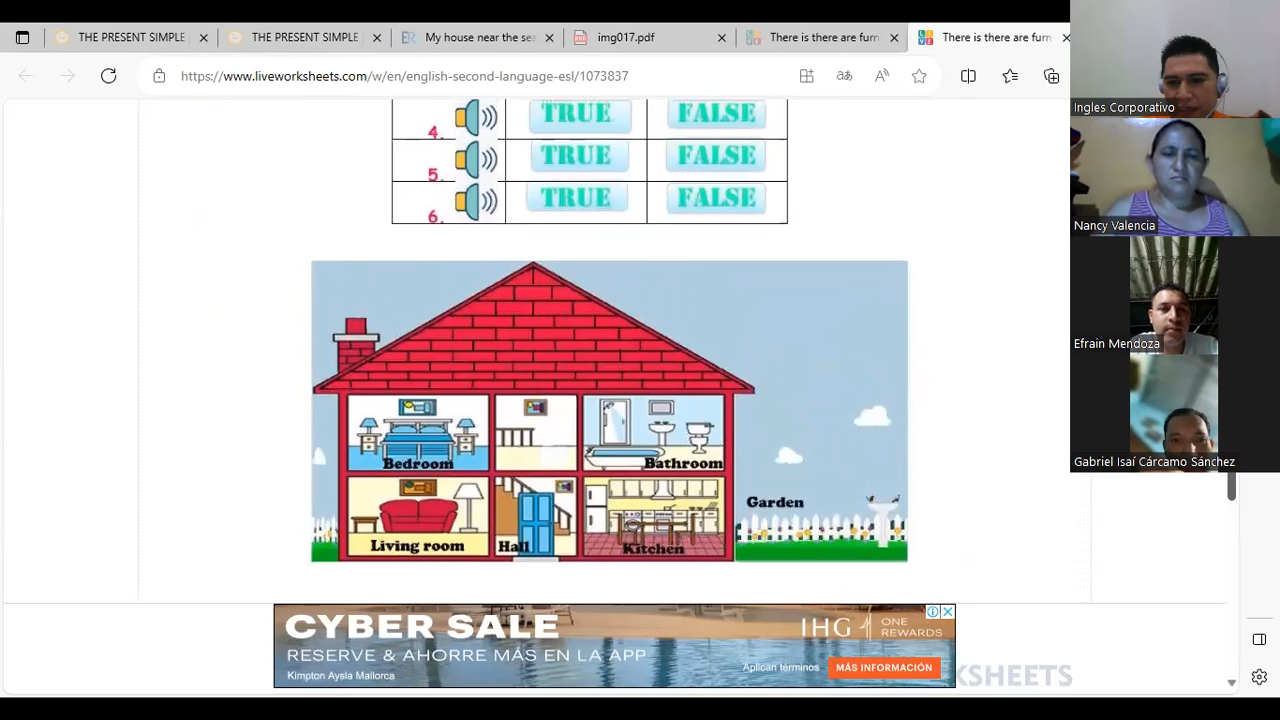 THE PRESENT SIMPLE
THE PRESENT SIMPLE
My house near the sea
img017.pdf
There is there are furn
There is there are furn
https://www.liveworksheets.com/w/en/english-second-language-esl/1073837
4. TRUE FALSE
5. TRUE FALSE
6. TRUE FALSE
Bedroom
Bathroom
Garden
Living room
Hall
Kitchen
CYBER SALE
RESERVE & AHORRE MÁS EN LA APP
Kimpton Aysla Mallorca
IHG ONE REWARDS
Aplican términos
MÁS INFORMACIÓN
KSHEETS
Ingles Corporativo
Nancy Valencia
Efrain Mendoza
Gabriel Isaí Cárcamo Sánchez